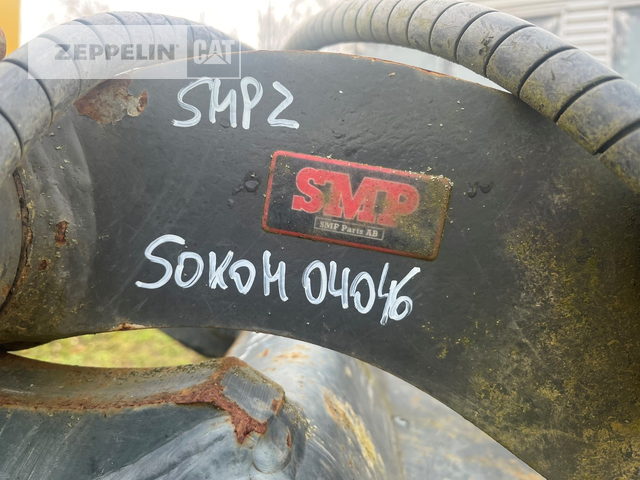 ZEPPELIN CAT
SMP2
SMP
SMP Parts AB
SOKOM 04046